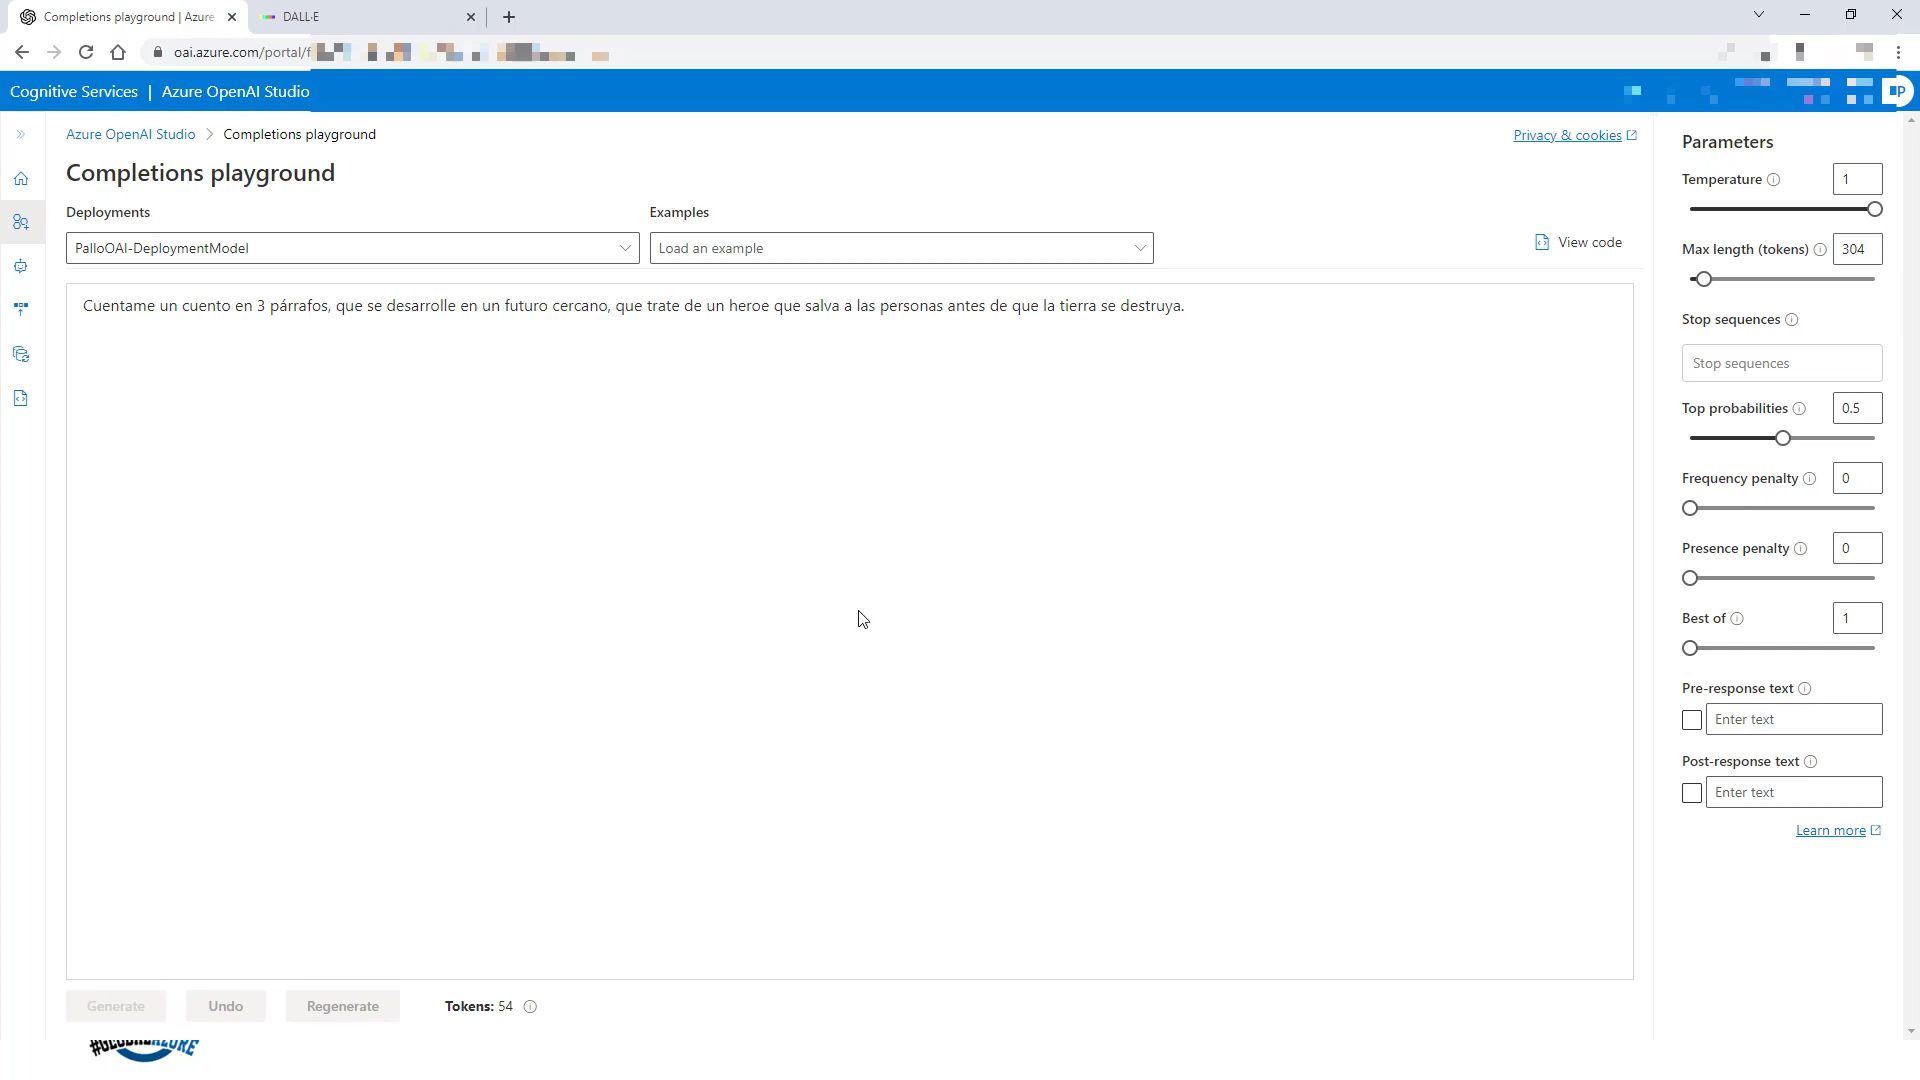 Completions playground | Azure
DALL·E
oai.azure.com/portal/f
Cognitive Services | Azure OpenAI Studio
P
Azure OpenAI Studio > Completions playground
Privacy & cookies
Completions playground
Deployments
Examples
PalloOAI-DeploymentModel
Load an example
View code
Cuentame un cuento en 3 párrafos, que se desarrolle en un futuro cercano, que trate de un heroe que salva a las personas antes de que la tierra se destruya.
Generate
Undo
Regenerate
Tokens: 54
#GLOBALAZURE
Parameters
Temperature
1
Max length (tokens)
304
Stop sequences
Stop sequences
Top probabilities
0.5
Frequency penalty
0
Presence penalty
0
Best of
1
Pre-response text
Enter text
Post-response text
Enter text
Learn more